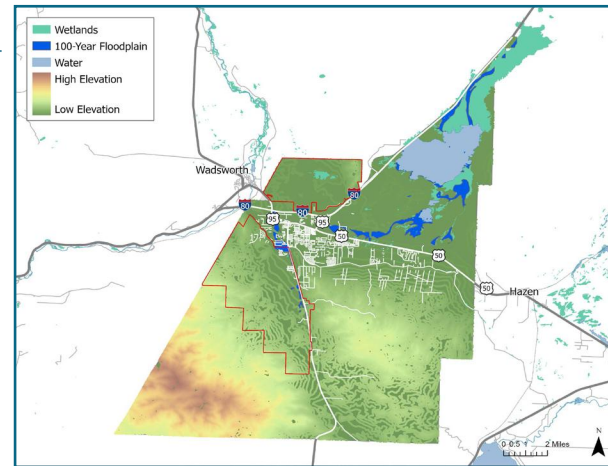 Wetlands
100-Year Floodplain
Water
High Elevation
Low Elevation
Wadsworth
80
80
80
95
95
50
50
50
Hazen
0 0.5 1 2 Miles
N